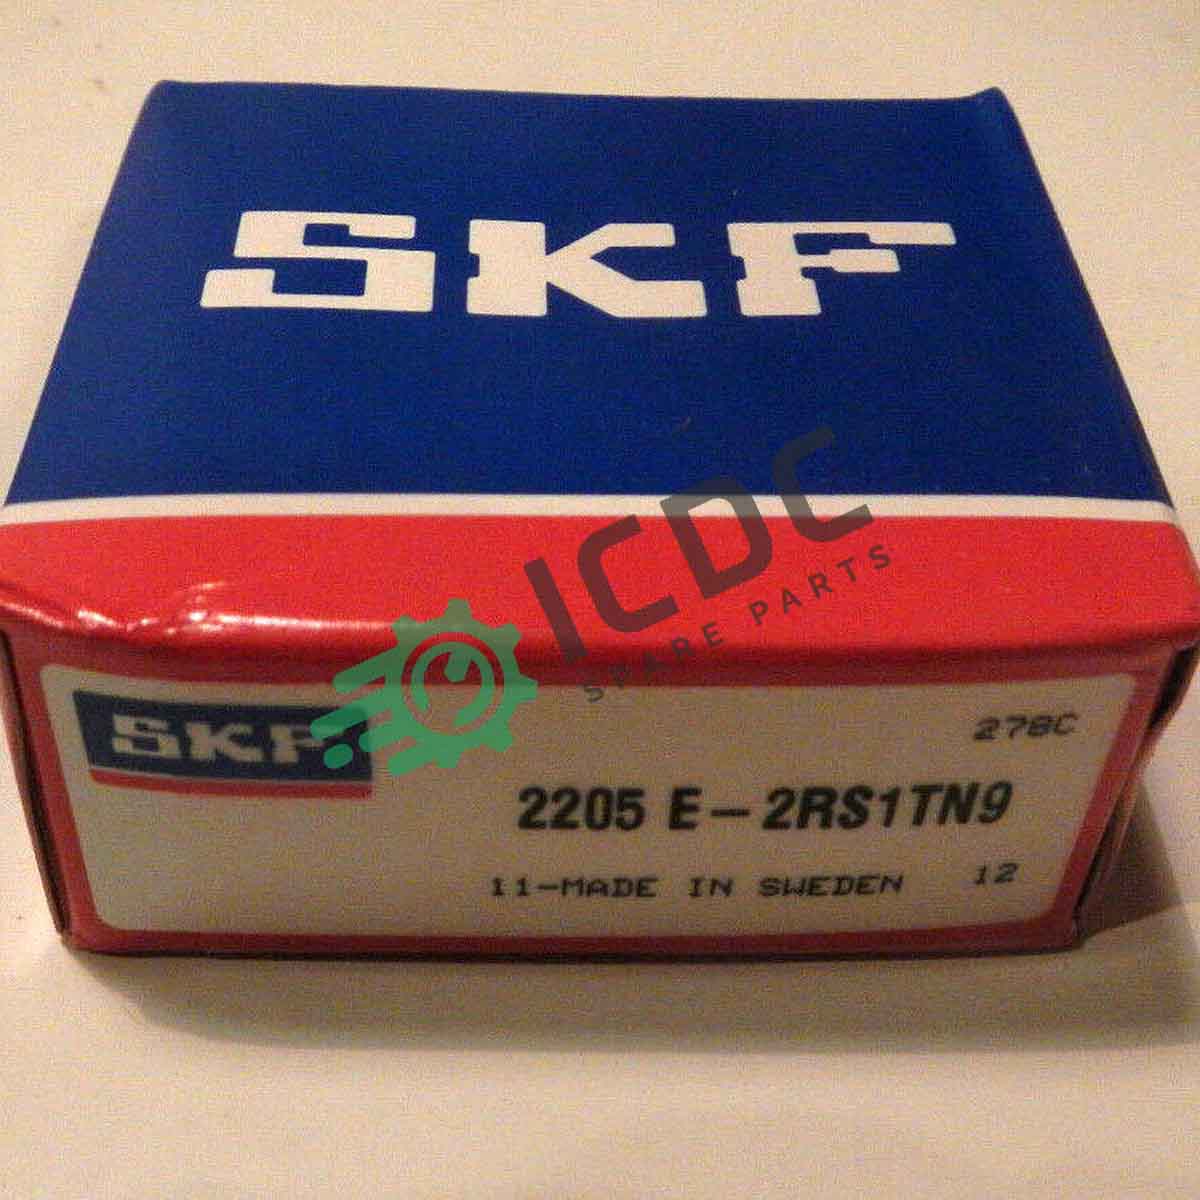 SKF
ICDC
SPARE PARTS
SKF
278C
2205 E-2RS1TN9
11-MADE IN SWEDEN 12